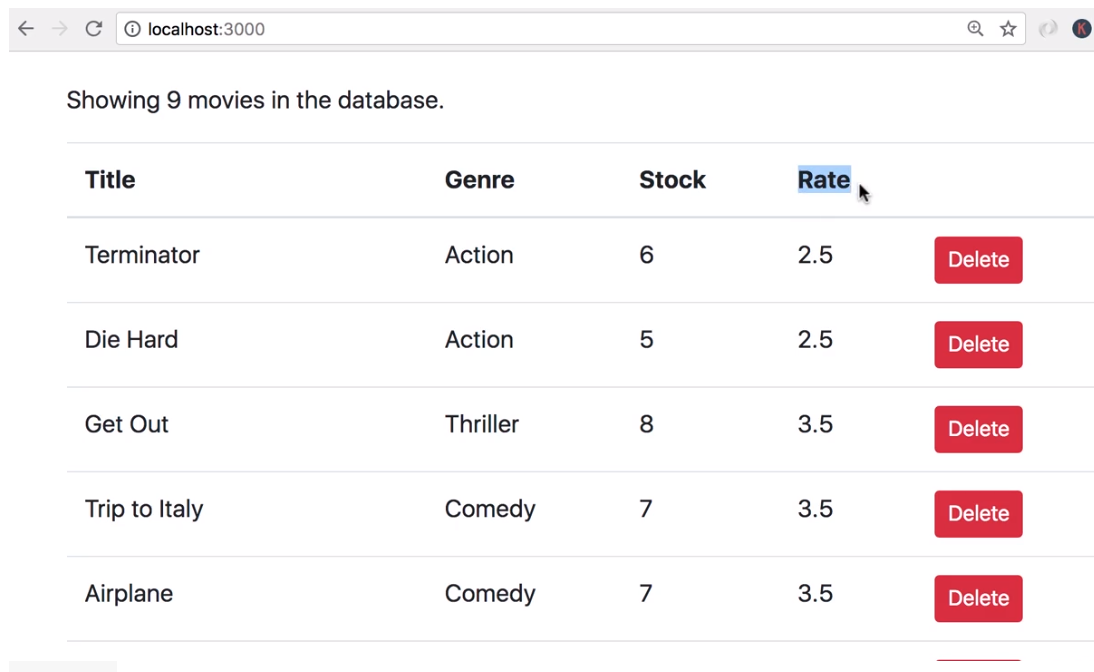 localhost:3000
K
Showing 9 movies in the database.
Title Genre Stock Rate
Terminator Action 6 2.5 Delete
Die Hard Action 5 2.5 Delete
Get Out Thriller 8 3.5 Delete
Trip to Italy Comedy 7 3.5 Delete
Airplane Comedy 7 3.5 Delete